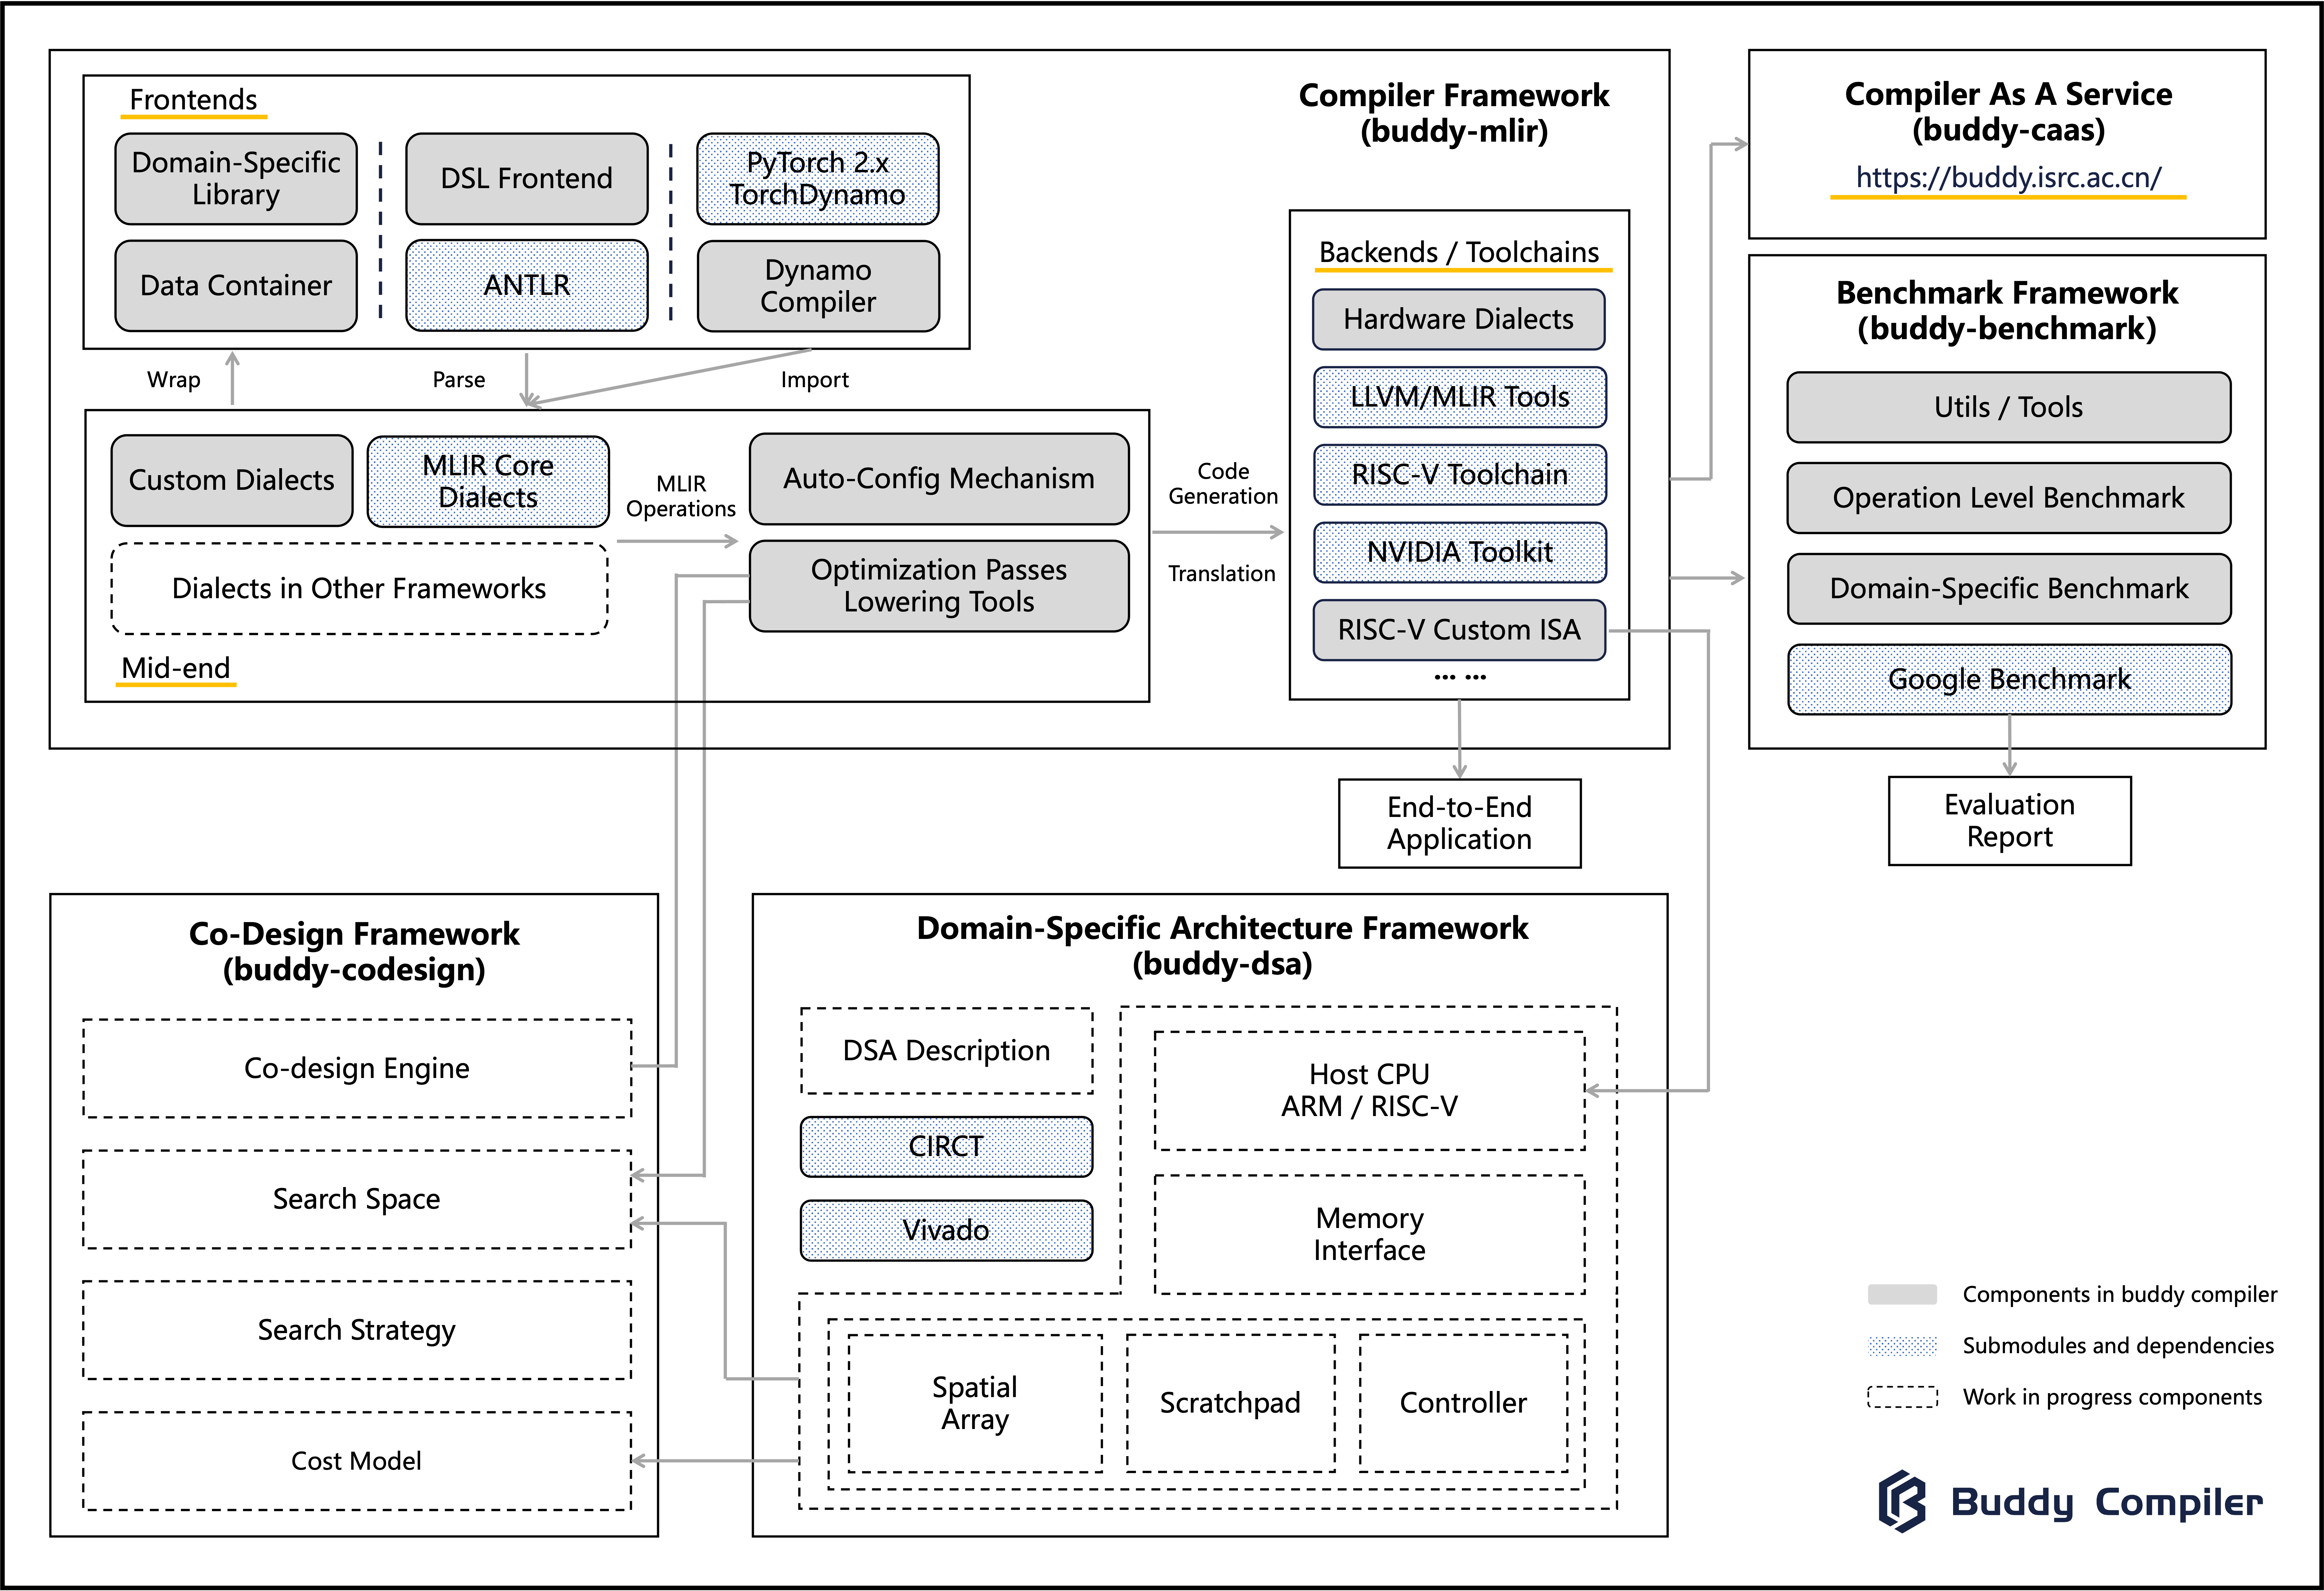 Frontends
Domain-Specific
Library
DSL Frontend
PyTorch 2.x
TorchDynamo
Data Container
ANTLR
Dynamo
Compiler
Wrap
Parse
Import
Custom Dialects
MLIR Core
Dialects
Dialects in Other Frameworks
MLIR
Operations
Auto-Config Mechanism
Optimization Passes
Lowering Tools
Mid-end
Code
Generation
Translation
Compiler Framework
(buddy-mlir)
Backends / Toolchains
Hardware Dialects
LLVM/MLIR Tools
RISC-V Toolchain
NVIDIA Toolkit
RISC-V Custom ISA
... ...
End-to-End
Application
Compiler As A Service
(buddy-caas)
https://buddy.isrc.ac.cn/
Benchmark Framework
(buddy-benchmark)
Utils / Tools
Operation Level Benchmark
Domain-Specific Benchmark
Google Benchmark
Evaluation
Report
Co-Design Framework
(buddy-codesign)
Co-design Engine
Search Space
Search Strategy
Cost Model
Domain-Specific Architecture Framework
(buddy-dsa)
DSA Description
CIRCT
Vivado
Host CPU
ARM / RISC-V
Memory
Interface
Spatial
Array
Scratchpad
Controller
Components in buddy compiler
Submodules and dependencies
Work in progress components
Buddy Compiler